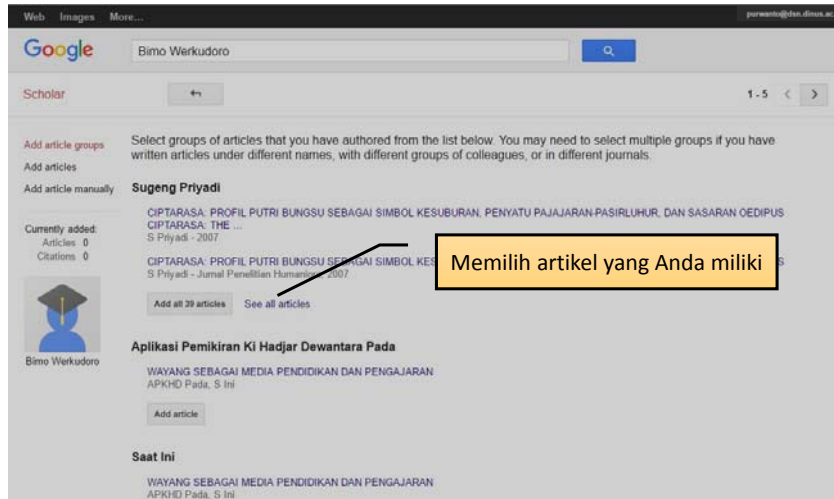 Web Images More...
purwanto@dsn.dinus.ac
Google
Bimo Werkudoro
Scholar
1 - 5
Add article groups
Add articles
Add article manually
Currently added:
Articles 0
Citations 0
Bimo Werkudoro
Select groups of articles that you have authored from the list below. You may need to select multiple groups if you have
written articles under different names, with different groups of colleagues, or in different journals.
Sugeng Priyadi
CIPTARASA: PROFIL PUTRI BUNGSU SEBAGAI SIMBOL KESUBURAN, PENYATU PAJAJARAN-PASIRLUHUR, DAN SASARAN OEDIPUS
CIPTARASA: THE ...
S Priyadi - 2007
CIPTARASA: PROFIL PUTRI BUNGSU SEBAGAI SIMBOL KES
S Priyadi - Jurnal Penelitian Humaniora, 2007
Memilih artikel yang Anda miliki
Add all 39 articles See all articles
Aplikasi Pemikiran Ki Hadjar Dewantara Pada
WAYANG SEBAGAI MEDIA PENDIDIKAN DAN PENGAJARAN
APKHD Pada, S Ini
Add article
Saat Ini
WAYANG SEBAGAI MEDIA PENDIDIKAN DAN PENGAJARAN
APKHD Pada, S Ini